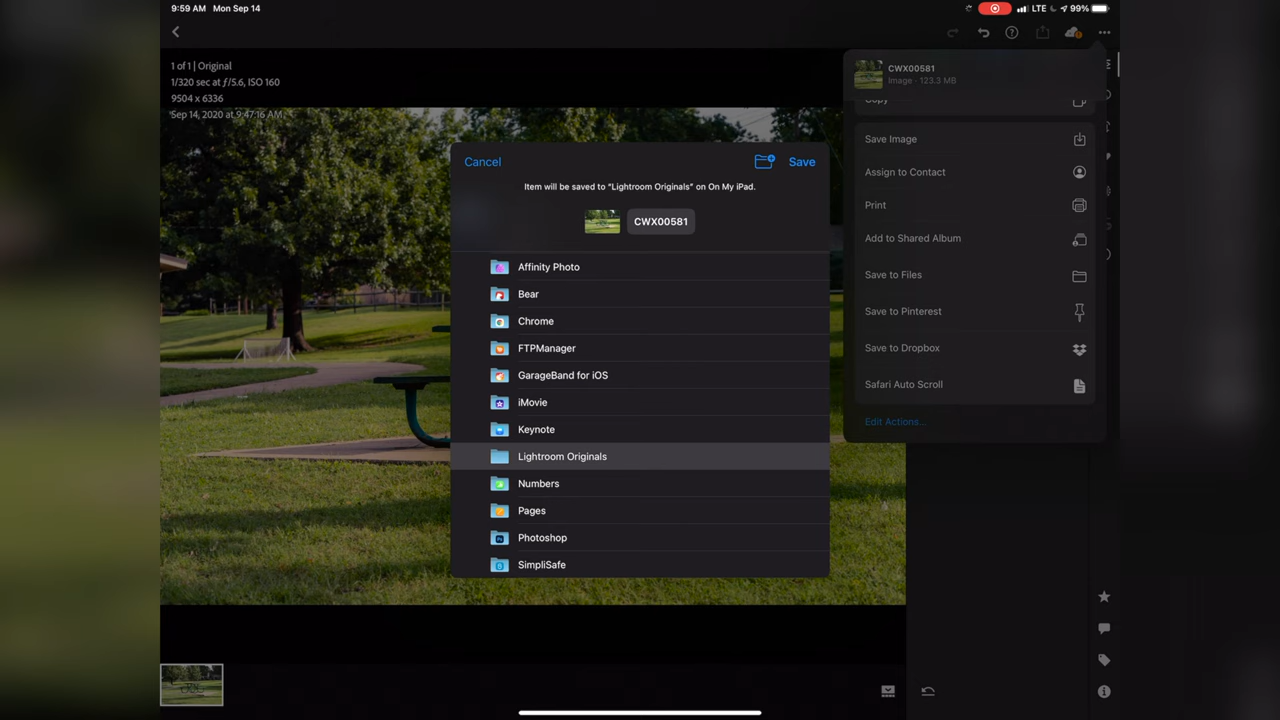 9:59 AM Mon Sep 14
LTE 99%
1 of 1 | Original
1/320 sec at ƒ/5.6, ISO 160
9504 x 6336
Sep 14, 2020 at 9:47:16 AM
CWX00581
Image · 123.3 MB
Copy
Save Image
Assign to Contact
Print
Add to Shared Album
Save to Files
Save to Pinterest
Save to Dropbox
Safari Auto Scroll
Edit Actions...
Cancel
Save
Item will be saved to “Lightroom Originals” on On My iPad.
CWX00581
Affinity Photo
Bear
Chrome
FTPManager
GarageBand for iOS
iMovie
Keynote
Lightroom Originals
Numbers
Pages
Photoshop
SimpliSafe